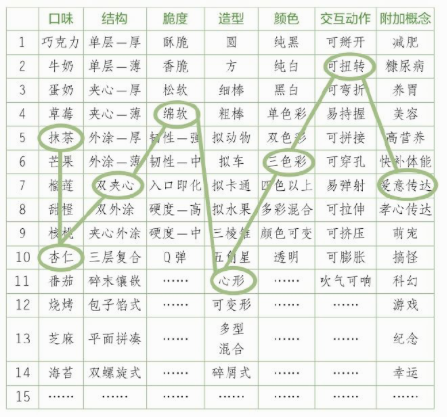 口味 结构 脆度 造型 颜色 交互动作 附加概念
1 巧克力 单层—厚 酥脆 圆 纯黑 可掰开 减肥
2 牛奶 单层—薄 香脆 方 纯白 可扭转 糖尿病
3 蛋奶 夹心—厚 松软 细棒 黑白 可弯折 养胃
4 草莓 夹心—薄 绵软 粗棒 单色彩 易持握 美容
5 抹茶 外涂—厚 韧性—强 拟动物 双色彩 可拼接 高营养
6 芒果 外涂—薄 韧性—中 拟车 三色彩 可穿孔 快补体能
7 榴莲 双夹心 入口即化 拟卡通 四色以上 易弹射 爱意传达
8 甜橙 双外涂 硬度—高 拟水果 多彩混合 可拉伸 孝心传达
9 核桃 夹心外涂 硬度—中 三棱锥 颜色可变 可挤压 萌宠
10 杏仁 三层复合 Q弹 五角星 透明 可膨胀 搞怪
11 番茄 碎末镶嵌 …… 心形 …… 吹气可响 科幻
12 烧烤 包子馅式 …… 可变形 …… …… 游戏
13 芝麻 平面拼凑 …… 多型混合 …… …… 纪念
14 海苔 双螺旋式 …… 碎屑式 …… …… 幸运
15 …… …… …… …… …… …… ……